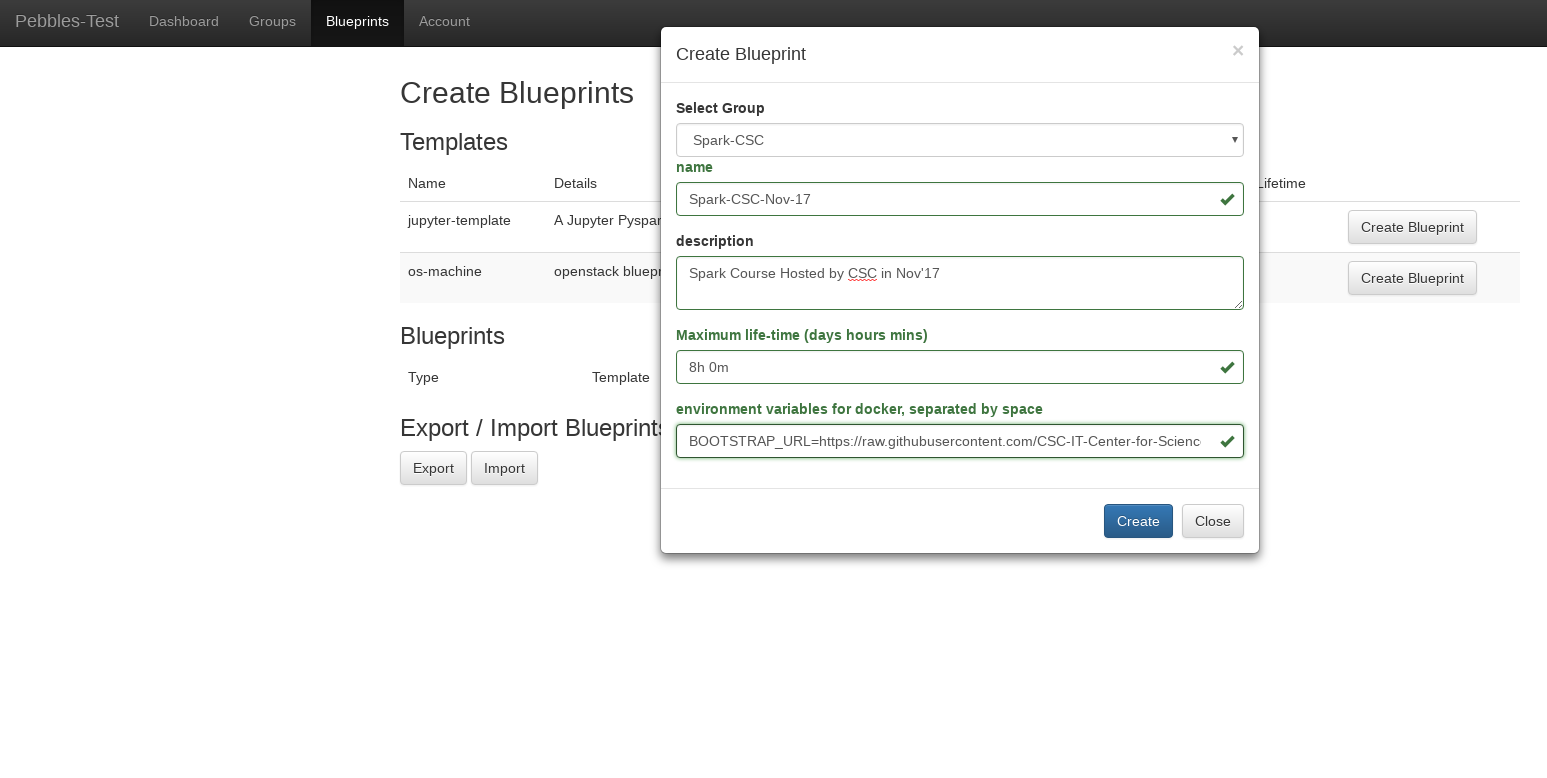 Pebbles-Test Dashboard Groups Blueprints Account
Create Blueprints
Templates
Name Details Lifetime
jupyter-template A Jupyter Create Blueprint
os-machine openstack Create Blueprint
Blueprints
Type Template
Export / Import Blueprints
Export Import
Create Blueprint ×
Select Group
Spark-CSC
name
Spark-CSC-Nov-17
description
Spark Course Hosted by CSC in Nov'17
Maximum life-time (days hours mins)
8h 0m
environment variables for docker, separated by space
BOOTSTRAP_URL=https://raw.githubusercontent.com/CSC-IT-Center-for-Scienc
Create Close